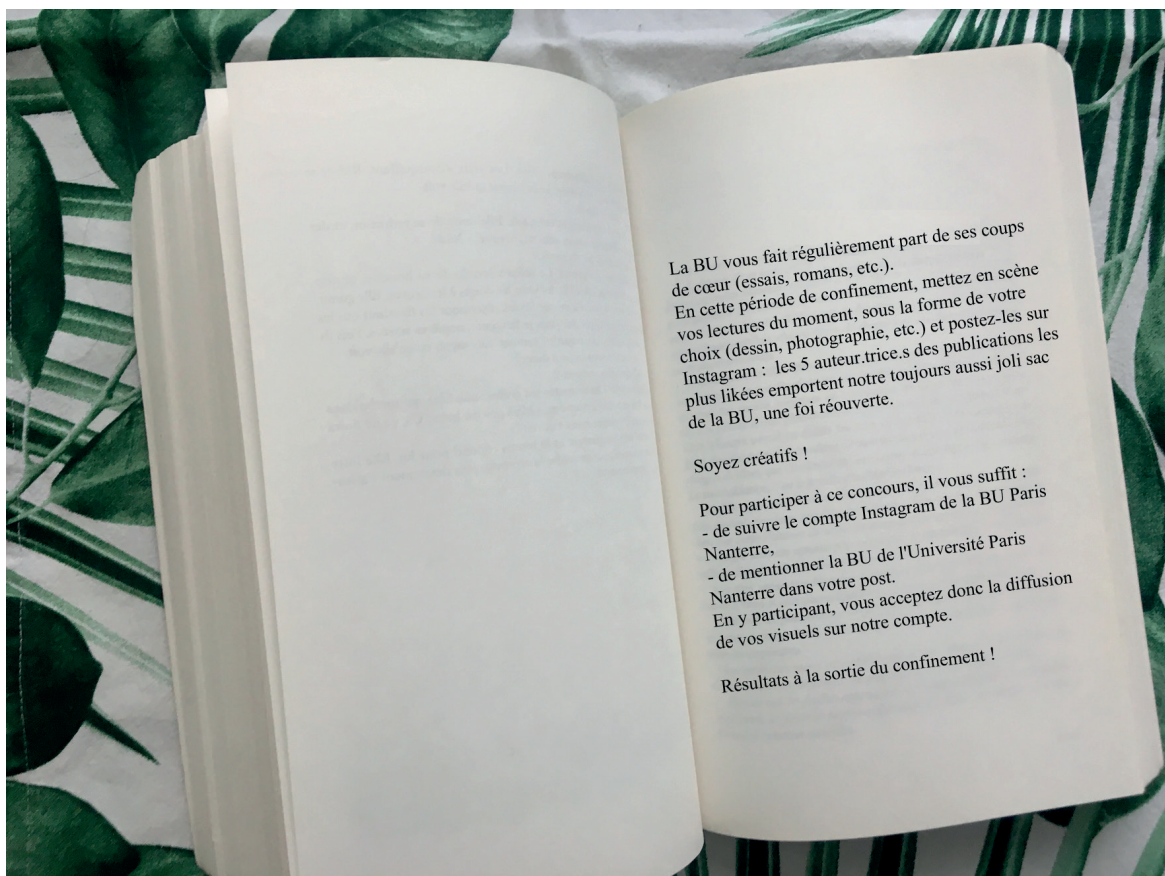 La BU vous fait régulièrement part de ses coups
de cœur (essais, romans, etc.).
En cette période de confinement, mettez en scène
vos lectures du moment, sous la forme de votre
choix (dessin, photographie, etc.) et postez-les sur
Instagram :  les 5 auteur.trice.s des publications les
plus likées emportent notre toujours aussi joli sac
de la BU, une foi réouverte.

Soyez créatifs !

Pour participer à ce concours, il vous suffit :
- de suivre le compte Instagram de la BU Paris
Nanterre,
- de mentionner la BU de l'Université Paris
Nanterre dans votre post.
En y participant, vous acceptez donc la diffusion
de vos visuels sur notre compte.

Résultats à la sortie du confinement !